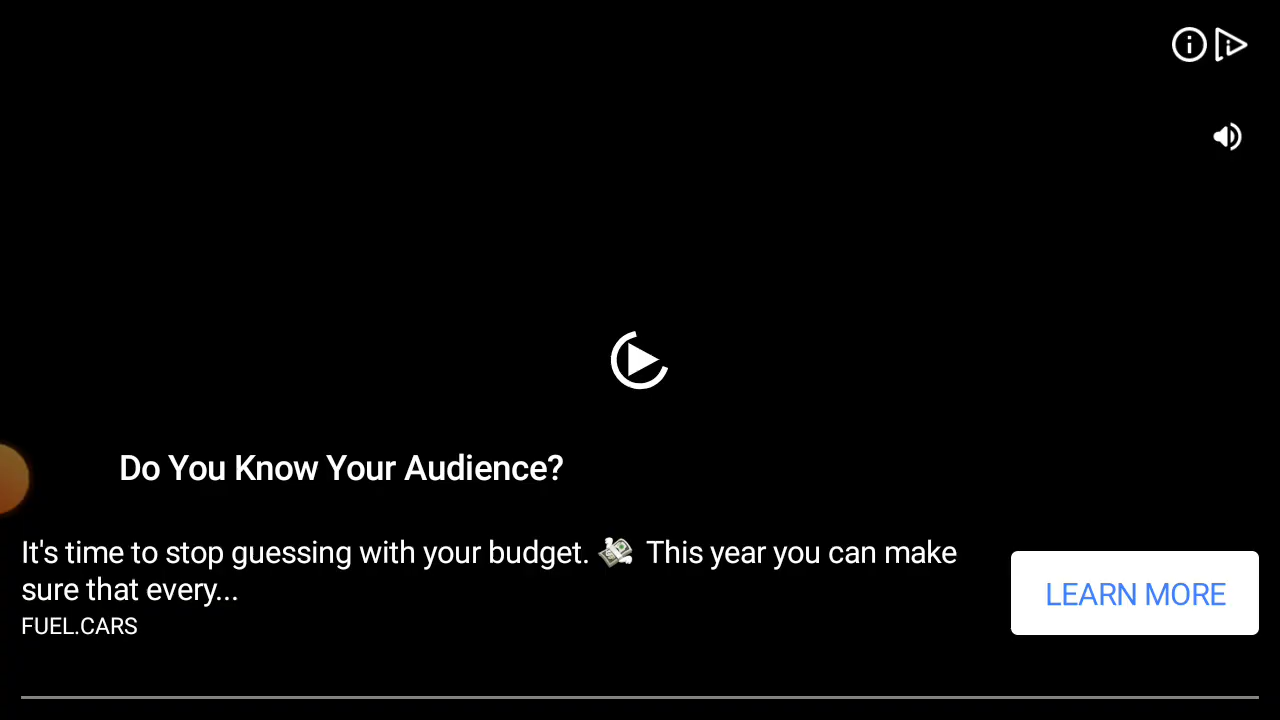 Do You Know Your Audience?
It's time to stop guessing with your budget. 💸 This year you can make
sure that every...
FUEL.CARS
LEARN MORE